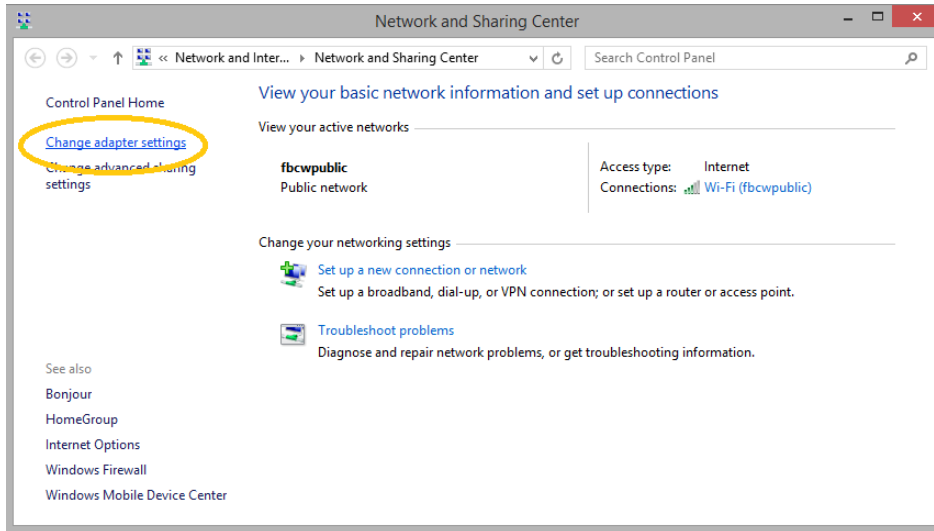 Network and Sharing Center
« Network and Inter... Network and Sharing Center
Search Control Panel
Control Panel Home
Change adapter settings
Change advanced sharing
settings
View your basic network information and set up connections
View your active networks
fbcwpublic
Public network
Access type: Internet
Connections: Wi-Fi (fbcwpublic)
Change your networking settings
Set up a new connection or network
Set up a broadband, dial-up, or VPN connection; or set up a router or access point.
Troubleshoot problems
Diagnose and repair network problems, or get troubleshooting information.
See also
Bonjour
HomeGroup
Internet Options
Windows Firewall
Windows Mobile Device Center